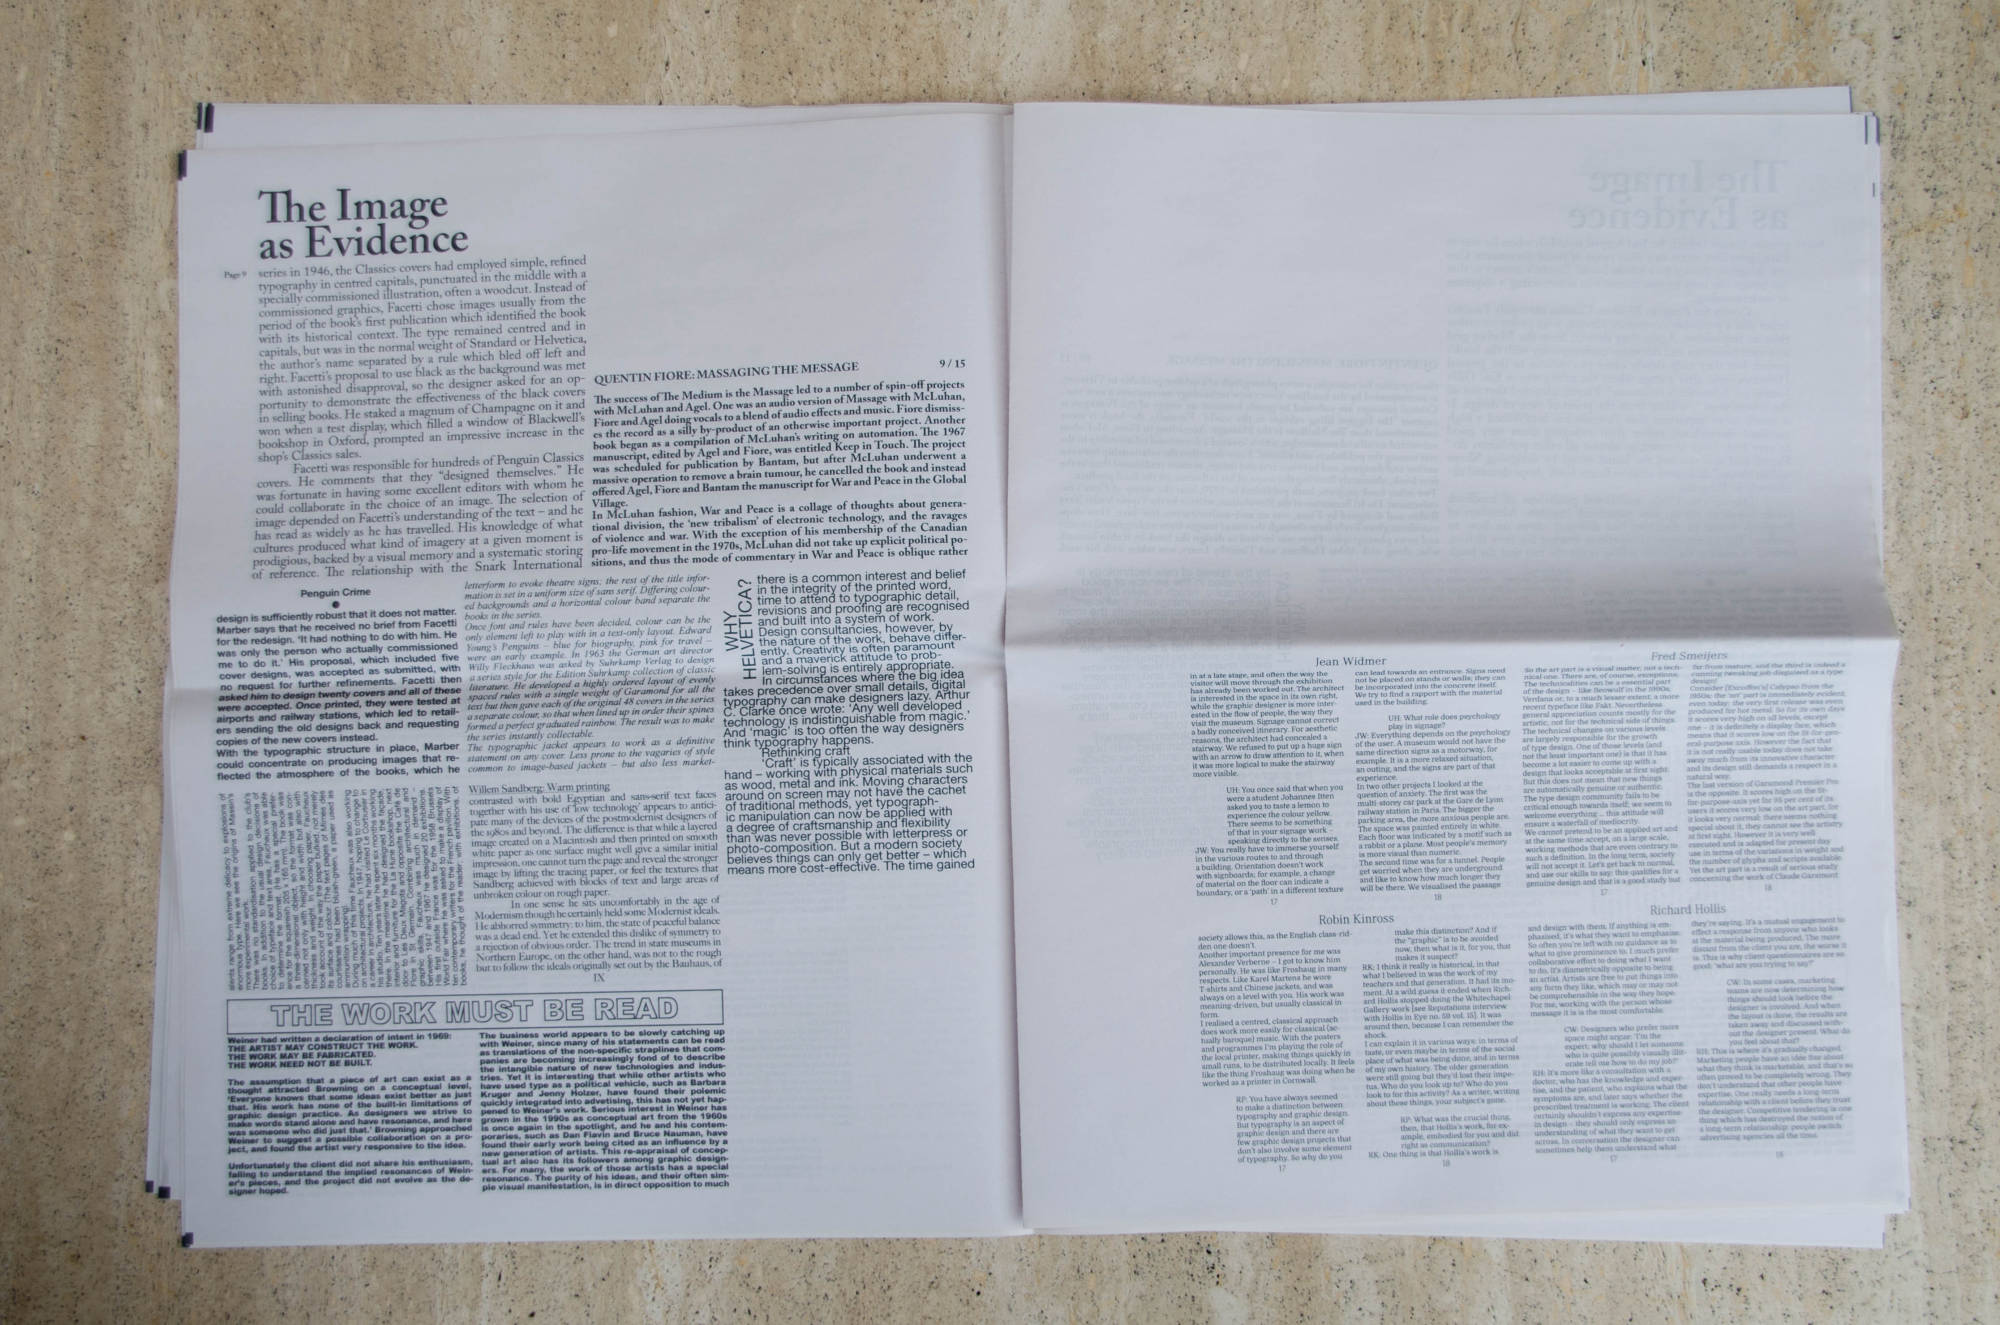 The Image
as Evidence
Page 9
series in 1946, the Classics covers had employed simple, refined
typography in centred capitals, punctuated in the middle with a
specially commissioned illustration, often a woodcut. Instead of
commissioned graphics, Facetti chose images usually from the
period of the book's first publication which identified the book
with its historical context. The type remained centred and in
capitals, but was in the normal weight of Standard or Helvetica,
the author's name separated by a rule which bled off left and
right. Facetti's proposal to use black as the background was met
with astonished disapproval, so the designer asked for an op-
portunity to demonstrate the effectiveness of the black covers
in selling books. He staked a magnum of Champagne on it and
won when a test display, which filled a window of Blackwell's
bookshop in Oxford, prompted an impressive increase in the
shop's Classics sales.
Facetti was responsible for hundreds of Penguin Classics
covers. He comments that they "designed themselves." He
was fortunate in having some excellent editors with whom he
could collaborate in the choice of an image. The selection of
image depended on Facetti's understanding of the text – and he
has read as widely as he has travelled. His knowledge of what
cultures produced what kind of imagery at a given moment is
prodigious, backed by a visual memory and a systematic storing
of reference. The relationship with the Snark International
QUENTIN FIORE: MASSAGING THE MESSAGE
9 / 15
The success of The Medium is the Massage led to a number of spin-off projects
with McLuhan and Agel. One was an audio version of Massage with McLuhan,
Fiore and Agel doing vocals to a blend of audio effects and music. Fiore dismiss-
es the record as a silly by-product of an otherwise important project. Another
book began as a compilation of McLuhan's writing on automation. The 1967
manuscript, edited by Agel and Fiore, was entitled Keep in Touch. The project
was scheduled for publication by Bantam, but after McLuhan underwent a
massive operation to remove a brain tumour, he cancelled the book and instead
offered Agel, Fiore and Bantam the manuscript for War and Peace in the Global
Village.
In McLuhan fashion, War and Peace is a collage of thoughts about genera-
tional division, the 'new tribalism' of electronic technology, and the ravages
of violence and war. With the exception of his membership of the Canadian
pro-life movement in the 1970s, McLuhan did not take up explicit political po-
sitions, and thus the mode of commentary in War and Peace is oblique rather
Penguin Crime
design is sufficiently robust that it does not matter.
Marber says that he received no brief from Facetti
for the redesign. 'It had nothing to do with him. He
was only the person who actually commissioned
me to do it.' His proposal, which included five
cover designs, was accepted as submitted, with
no request for further refinements. Facetti then
asked him to design twenty covers and all of these
were accepted. Once printed, they were tested at
airports and railway stations, which led to retail-
ers sending the old designs back and requesting
copies of the new covers instead.
With the typographic structure in place, Marber
could concentrate on producing images that re-
flected the atmosphere of the books, which he
letterform to evoke theatre signs; the rest of the title infor-
mation is set in a uniform size of sans serif. Differing colour-
ed backgrounds and a horizontal colour band separate the
books in the series.
Once font and rules have been decided, colour can be the
only element left to play with in a text-only layout. Edward
Young's Penguins – blue for biography, pink for travel –
were an early example. In 1963 the German art director
Willy Fleckhaus was asked by Suhrkamp Verlag to design
a series style for the Edition Suhrkamp collection of classic
literature. He developed a highly ordered layout of evenly
spaced rules with a single weight of Garamond for all the
text but then gave each of the original 48 covers in the series
a separate colour, so that when lined up in order their spines
formed a perfect graduated rainbow. The result was to make
the series instantly collectable.
The typographic jacket appears to work as a definitive
statement on any cover. Less prone to the vagaries of style
common to image-based jackets – but also less market-
WHY
HELVETICA?
there is a common interest and belief
in the integrity of the printed word,
time to attend to typographic detail,
revisions and proofing are recognised
and built into a system of work.
Design consultancies, however, by
the nature of the work, behave differ-
ently. Creativity is often paramount
and a maverick attitude to prob-
lem-solving is entirely appropriate.
In circumstances where the big idea
takes precedence over small details, digital
typography can make designers lazy. Arthur
C. Clarke once wrote: 'Any well developed
technology is indistinguishable from magic.'
And 'magic' is too often the way designers
think typography happens.
Rethinking craft
'Craft' is typically associated with the
hand – working with physical materials such
as wood, metal and ink. Moving characters
around on screen may not have the cachet
of traditional methods, yet typograph-
ic manipulation can now be applied with
a degree of craftsmanship and flexibility
than was never possible with letterpress or
photo-composition. But a modern society
believes things can only get better – which
means more cost-effective. The time gained
Willem Sandberg: Warm printing
contrasted with bold Egyptian and sans-serif text faces
together with his use of 'low technology' appears to antici-
pate many of the devices of the postmodernist designers of
the 1980s and beyond. The difference is that while a layered
image created on a Macintosh and then printed on smooth
white paper as one surface might well give a similar initial
impression, one cannot turn the page and reveal the stronger
image by lifting the tracing paper, or feel the textures that
Sandberg achieved with blocks of text and large areas of
unbroken colour on rough paper.
In one sense he sits uncomfortably in the age of
Modernism though he certainly held some Modernist ideals.
He abhorred symmetry: to him, the state of peaceful balance
was a dead end. Yet he extended this dislike of symmetry to
a rejection of obvious order. The trend in state museums in
Northern Europe, on the other hand, was not to the rough
but to follow the ideals originally set out by the Bauhaus, of
IX
THE WORK MUST BE READ
Weiner had written a declaration of intent in 1969:
THE ARTIST MAY CONSTRUCT THE WORK.
THE WORK MAY BE FABRICATED.
THE WORK NEED NOT BE BUILT.
The assumption that a piece of art can exist as a
thought attracted Browning on a conceptual level.
'Everyone knows that some ideas exist better as just
that. His work has none of the built-in limitations of
graphic design practice. As designers we strive to
make words stand alone and have resonance, and here
was someone who did just that.' Browning approached
Weiner to suggest a possible collaboration on a pro-
ject, and found the artist very responsive to the idea.
Unfortunately the client did not share his enthusiasm,
failing to understand the implied resonances of Wein-
er's pieces, and the project did not evolve as the de-
signer hoped.
The business world appears to be slowly catching up
with Weiner, since many of his statements can be read
as translations of the non-specific straplines that com-
panies are becoming increasingly fond of to describe
the intangible nature of new technologies and indus-
tries. Yet it is interesting that while other artists who
have used type as a political vehicle, such as Barbara
Kruger and Jenny Holzer, have found their polemic
quickly integrated into advetising, this has not yet hap-
pened to Weiner's work. Serious interest in Weiner has
grown in the 1990s as conceptual art from the 1960s
is once again in the spotlight, and he and his contem-
poraries, such as Dan Flavin and Bruce Nauman, have
found their early work being cited as an influence by a
new generation of artists. This re-appraisal of concep-
tual art also has its followers among graphic design-
ers. For many, the work of those artists has a special
resonance. The purity of his ideas, and their often sim-
ple visual manifestation, is in direct opposition to much
Jean Widmer
in at a late stage, and often the way the
visitor will move through the exhibition
has already been worked out. The architect
is interested in the space in its own right,
while the graphic designer is more inter-
ested in the flow of people, the way they
visit the museum. Signage cannot correct
a badly conceived itinerary. For aesthetic
reasons, the architect had concealed a
stairway. We refused to put up a huge sign
with an arrow to draw attention to it, when
it was more logical to make the stairway
more visible.
UH: You once said that when you
were a student Johannes Itten
asked you to taste a lemon to
experience the colour yellow.
There seems to be something
of that in your signage work –
speaking directly to the senses.
JW: You really have to immerse yourself
in the various routes to and through
a building. Orientation doesn't work
with signboards; for example, a change
of material on the floor can indicate a
boundary, or a 'path' in a different texture
17
can lead towards an entrance. Signs need
not be placed on stands or walls; they can
be incorporated into the concrete itself.
We try to find a rapport with the material
used in the building.
UH: What role does psychology
play in signage?
JW: Everything depends on the psychology
of the user. A museum would not have the
same direction signs as a motorway, for
example. It is a more relaxed situation,
an outing, and the signs are part of that
experience.
In two other projects I looked at the
question of anxiety. The first was the
multi-storey car park at the Gare de Lyon
railway station in Paris. The bigger the
parking area, the more anxious people are.
The space was painted entirely in white.
Each floor was indicated by a motif such as
a rabbit or a plane. Most people's memory
is more visual than numeric.
The second time was for a tunnel. People
get worried when they are underground
and like to know how much longer they
will be there. We visualised the passage
18
Fred Smeijers
So the art part is a visual matter, not a tech-
nical one. There are, of course, exceptions.
The technicalities can be a essential part
of the design – like Beowulf in the 1990s;
Verdana or, to a much lesser extent, a more
recent typeface like Fakt. Nevertheless
general appreciation counts mostly for the
artistic, not for the technical side of things.
The technical changes on various levels
are largely responsible for the growth
of type design. One of those levels (and
not the least important one) is that it has
become a lot easier to come up with a
design that looks acceptable at first sight.
But this does not mean that new things
are automatically genuine or authentic.
The type design community fails to be
critical enough towards itself; we seem to
welcome everything ... this attitude will
ensure a waterfall of mediocrity.
We cannot pretend to be an applied art and
at the same time accept, on a large scale,
working methods that are even contrary to
such a definition. In the long term, society
will not accept it. Let's get back to normal,
and use our skills to say: this qualifies for a
genuine design and that is a good study but
17
far from mature, and the third is indeed a
cunning tweaking job disguised as a type
design!
Consider [Excoffon's] Calypso from the
1950s: the 'art' part is immediately evident,
even today: the very first release was even
produced for hot metal. So for its own days
it scores very high on all levels, except
one – it is definitely a display face, which
means that it scores low on the fit-for-gen-
eral-purpose axis. However the fact that
it is not really usable today does not take
away much from its innovative character
and its design still demands a respect in a
natural way.
The last version of Garamond Premier Pro
is the opposite. It scores high on the fit-
for-purpose-axis yet for 95 per cent of its
users it scores very low on the art part, for
it looks very normal: there seems nothing
special about it, they cannot see the artistry
at first sight. However it is very well
executed and is adapted for present day
use in terms of the variations in weight and
the number of glyphs and scripts available.
Yet the art part is a result of serious study
concerning the work of Claude Garamont
18
Robin Kinross
society allows this, as the English class-rid-
den one doesn't.
Another important presence for me was
Alexander Verberne – I got to know him
personally. He was like Froshaug in many
respects. Like Karel Martens he wore
T-shirts and Chinese jackets, and was
always on a level with you. His work was
meaning-driven, but usually classical in
form.
I realised a centred, classical approach
does work more easily for classical (ac-
tually baroque) music. With the posters
and programmes I'm playing the role of
the local printer, making things quickly in
small runs, to be distributed locally. It feels
like the thing Froshaug was doing when he
worked as a printer in Cornwall.
RP: You have always seemed
to make a distinction between
typography and graphic design.
But typography is an aspect of
graphic design and there are
few graphic design projects that
don't also involve some element
of typography. So why do you
17
make this distinction? And if
the "graphic" is to be avoided
now, then what is it, for you, that
makes it suspect?
RK: I think it really is historical, in that
what I believed in was the work of my
teachers and that generation. It had its mo-
ment. At a wild guess it ended when Rich-
ard Hollis stopped doing the Whitechapel
Gallery work [see Reputations interview
with Hollis in Eye no. 59 vol. 15]. It was
around then, because I can remember the
shock.
I can explain it in various ways: in terms of
taste, or even maybe in terms of the social
place of what was being done, and in terms
of my own history. The older generation
were still going but they'd lost their impe-
tus. Who do you look up to? Who do you
look to for this activity? As a writer, writing
about these things, your subject's gone.
RP: What was the crucial thing,
then, that Hollis's work, for ex-
ample, embodied for you and did
right as communication?
RK: One thing is that Hollis's work is
18
Richard Hollis
and design with them. If anything is em-
phasised, it's what they want to emphasise.
So often you're left with no guidance as to
what to give prominence to. I much prefer
collaborative effort to doing what I want
to do. It's diametrically opposite to being
an artist. Artists are free to put things into
any form they like, which may or may not
be comprehensible in the way they hope.
For me, working with the person whose
message it is is the most comfortable.
CW: Designers who prefer more
space might argue: 'I'm the
expert; why should I let someone
who is quite possibly visually illit-
erate tell me how to do my job?'
RH: It's more like a consultation with a
doctor, who has the knowledge and exper-
tise, and the patient, who explains what the
symptoms are, and later says whether the
prescribed treatment is working. The client
certainly shouldn't express any expertise
in design – they should only express an
understanding of what they want to get
across. In conversation the designer can
sometimes help them understand what
17
they're saying. It's a mutual engagement to
effect a response from anyone who looks
at the material being produced. The more
distant from the client you are, the worse it
is. This is why client questionnaires are so
good: 'what are you trying to say?'
CW: In some cases, marketing
teams are now determining how
things should look before the
designer is involved. And when
the layout is done, the results are
taken away and discussed with-
out the designer present. What do
you feel about that?
RH: This is where it's gradually changed.
Marketing people have an idée fixe about
what they think is marketable, and that's so
often proved to be completely wrong. They
don't understand that other people have
expertise. One really needs a long-term
relationship with a client before they trust
the designer. Competitive tendering is one
thing which has destroyed the notion of
a long-term relationship: people switch
advertising agencies all the time.
18